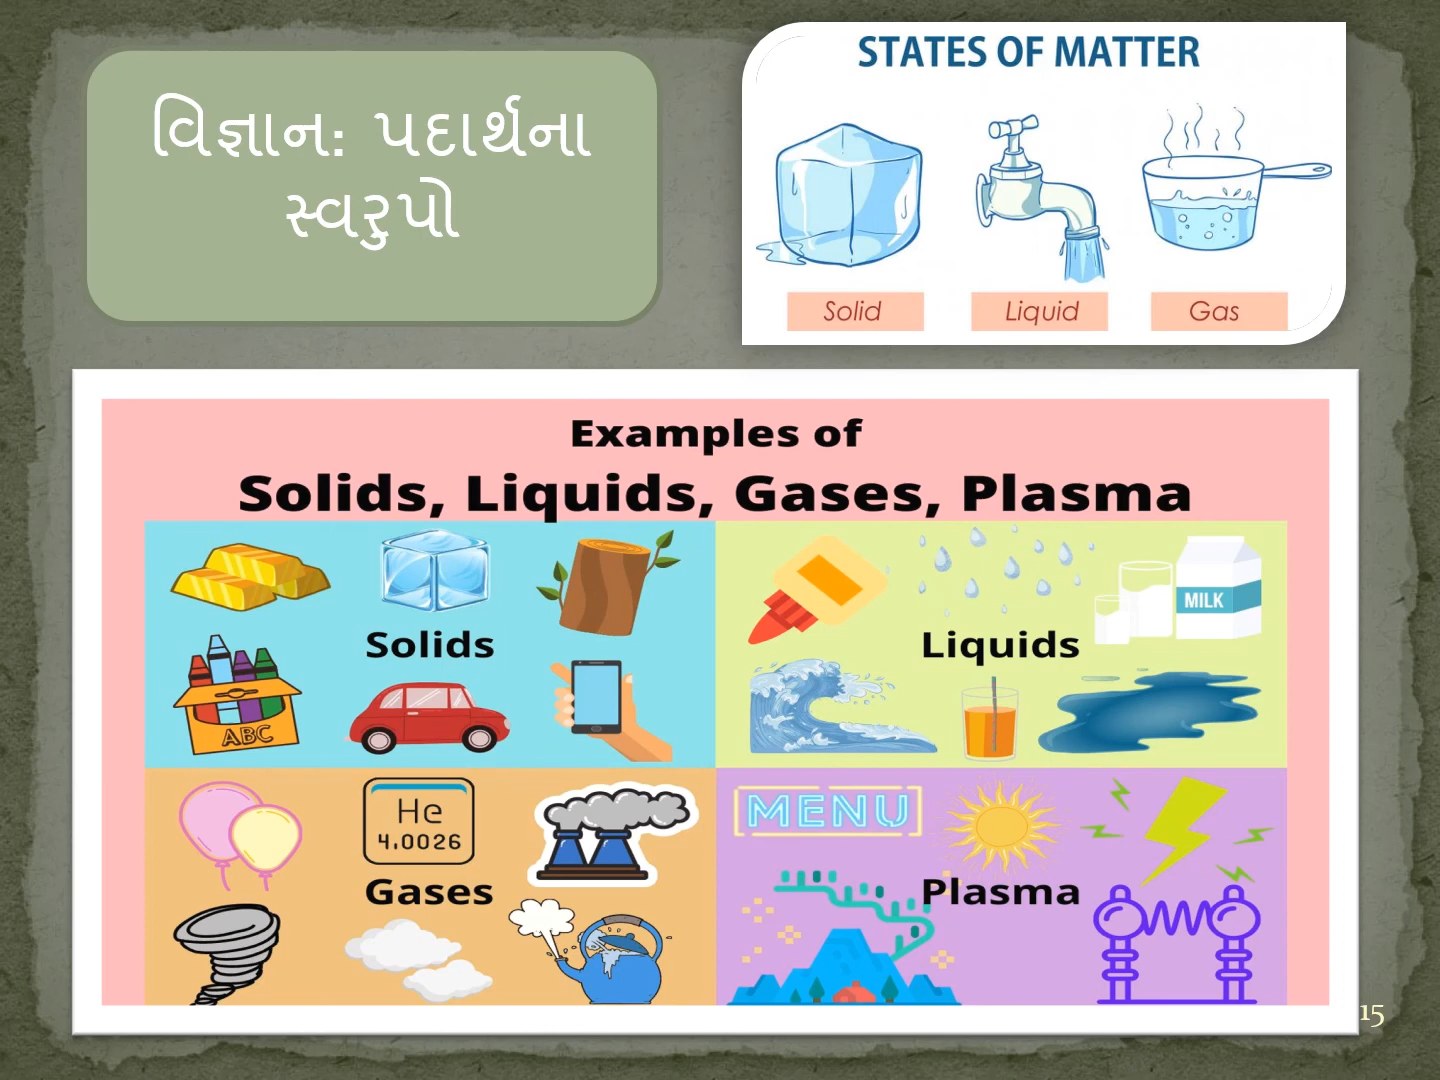 વિજ્ઞાન: પદાર્થના
સ્વરુપો
STATES OF MATTER
Solid
Liquid
Gas
Examples of
Solids, Liquids, Gases, Plasma
MILK
Solids
Liquids
ABC
He
4.0026
MENU
Gases
Plasma
15